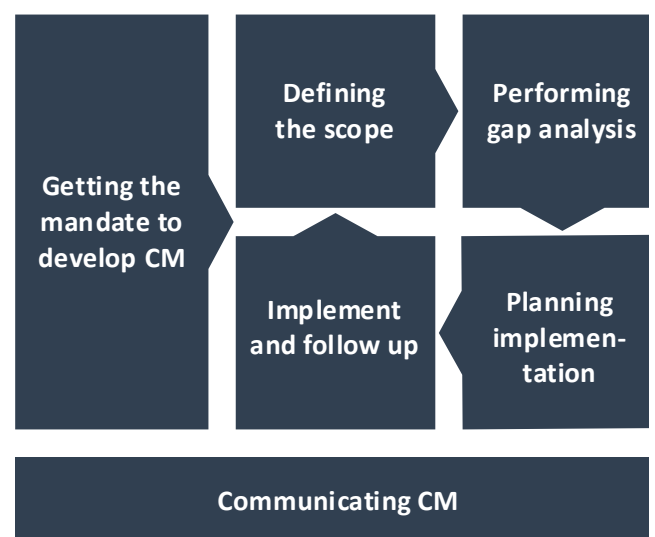 Getting the
mandate to
develop CM
Defining
the scope
Performing
gap analysis
Planning
implemen-
tation
Implement
and follow up
Communicating CM